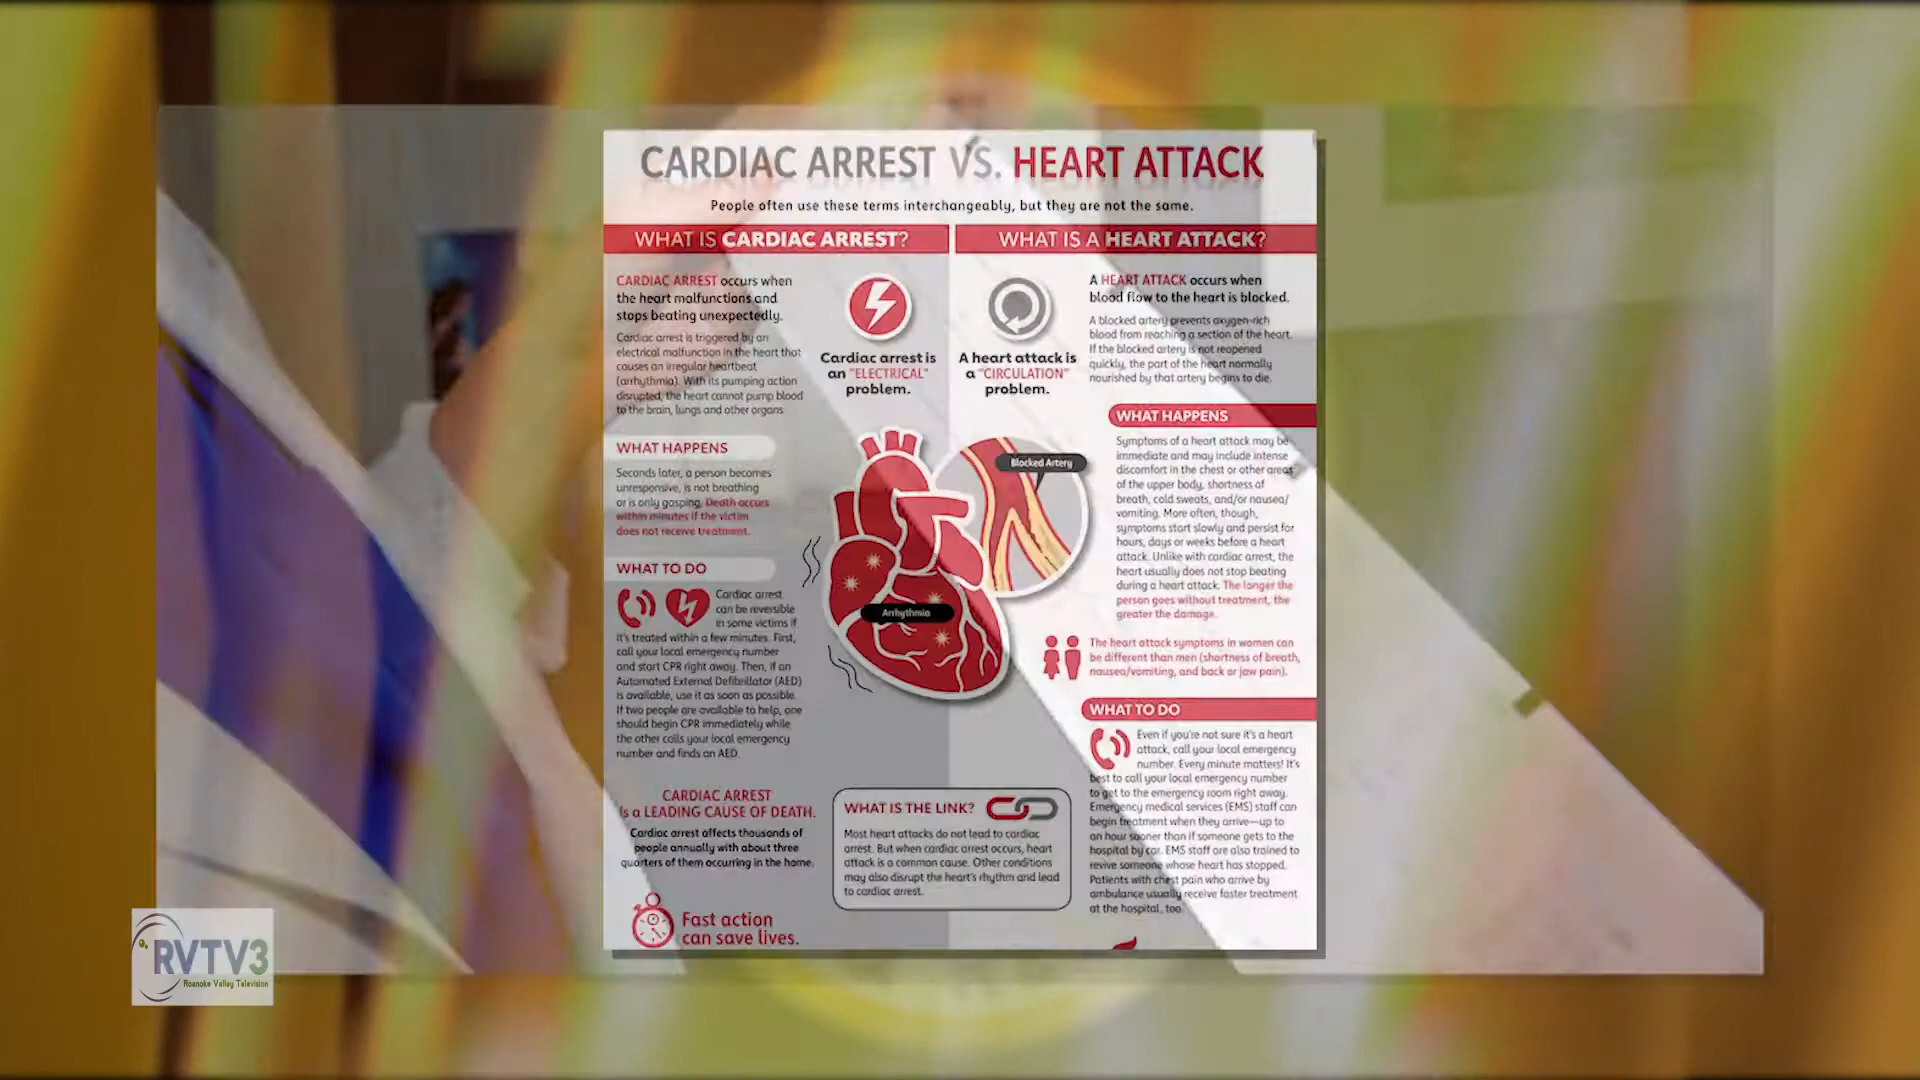 CARDIAC ARREST VS. HEART ATTACK
People often use these terms interchangeably, but they are not the same.
WHAT IS CARDIAC ARREST?
CARDIAC ARREST occurs when
the heart malfunctions and
stops beating unexpectedly.
Cardiac arrest is triggered by an
electrical malfunction in the heart that
causes an irregular heartbeat
(arrhythmia). With its pumping action
disrupted, the heart cannot pump blood
to the brain, lungs and other organs
Cardiac arrest is
an "ELECTRICAL"
problem.
WHAT HAPPENS
Seconds later, a person becomes
unresponsive, is not breathing
or is only gasping. Death occurs
within minutes if the victim
does not receive treatment.
WHAT TO DO
Cardiac arrest
can be reversible
in some victims if
it's treated within a few minutes. First,
call your local emergency number
and start CPR right away. Then, if an
Automated External Defibrillator (AED)
is available, use it as soon as possible.
If two people are available to help, one
should begin CPR immediately while
the other calls your local emergency
number and finds an AED.
CARDIAC ARREST
is a LEADING CAUSE OF DEATH.
Cardiac arrest affects thousands of
people annually with about three
quarters of them occurring in the home.
Fast action
can save lives.
Arrhythmia
Blocked Artery
WHAT IS THE LINK?
Most heart attacks do not lead to cardiac
arrest. But when cardiac arrest occurs, heart
attack is a common cause. Other conditions
may also disrupt the heart's rhythm and lead
to cardiac arrest.
WHAT IS A HEART ATTACK?
A heart attack is
a "CIRCULATION"
problem.
A HEART ATTACK occurs when
blood flow to the heart is blocked.
A blocked artery prevents oxygen-rich
blood from reaching a section of the heart.
If the blocked artery is not reopened
quickly, the part of the heart normally
nourished by that artery begins to die.
WHAT HAPPENS
Symptoms of a heart attack may be
immediate and may include intense
discomfort in the chest or other areas
of the upper body, shortness of
breath, cold sweats, and/or nausea/
vomiting. More often, though,
symptoms start slowly and persist for
hours, days or weeks before a heart
attack. Unlike with cardiac arrest, the
heart usually does not stop beating
during a heart attack. The longer the
person goes without treatment, the
greater the damage.
The heart attack symptoms in women can
be different than men (shortness of breath,
nausea/vomiting, and back or jaw pain).
WHAT TO DO
Even if you're not sure it's a heart
attack, call your local emergency
number. Every minute matters! It's
best to call your local emergency number
to get to the emergency room right away.
Emergency medical services (EMS) staff can
begin treatment when they arrive—up to
an hour sooner than if someone gets to the
hospital by car. EMS staff are also trained to
revive someone whose heart has stopped.
Patients with chest pain who arrive by
ambulance usually receive faster treatment
at the hospital, too.
RVTV3
Roanoke Valley Television